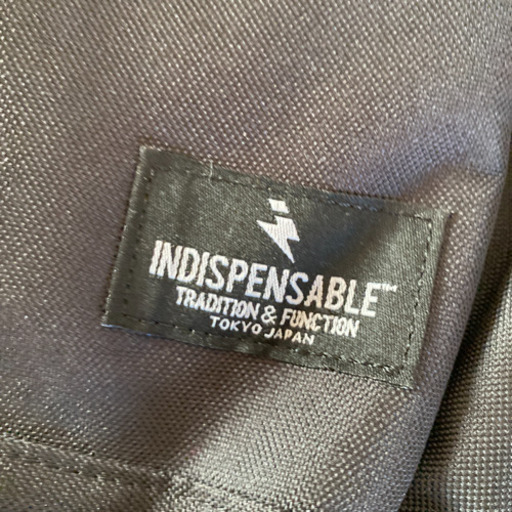 INDISPENSABLE™
TRADITION & FUNCTION
TOKYO JAPAN